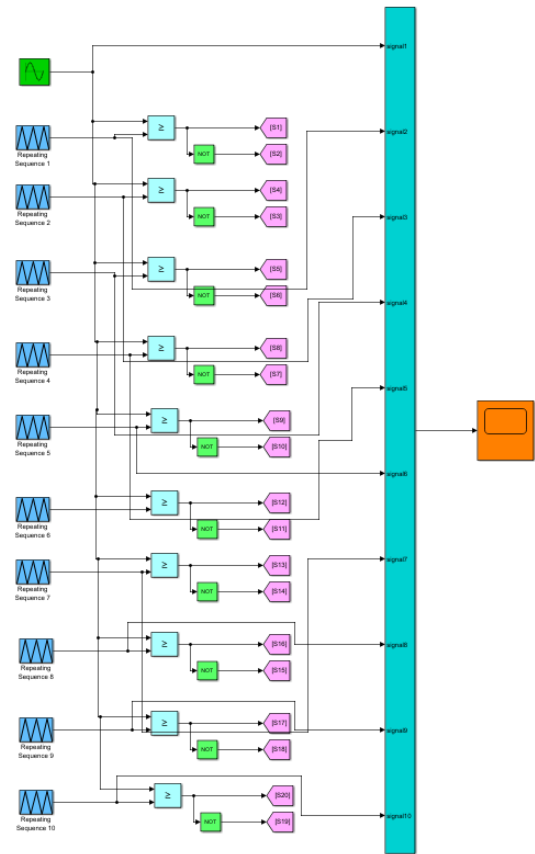 signal1
≥
[S1]
signal2
Repeating
Sequence 1
NOT
[S2]
≥
[S4]
Repeating
Sequence 2
NOT
[S3]
signal3
≥
[S5]
Repeating
Sequence 3
NOT
[S6]
signal4
≥
[S8]
Repeating
Sequence 4
NOT
[S7]
signal5
≥
[S9]
Repeating
Sequence 5
NOT
[S10]
signal6
≥
[S12]
Repeating
Sequence 6
NOT
[S11]
signal7
≥
[S13]
Repeating
Sequence 7
NOT
[S14]
≥
[S16]
signal8
Repeating
Sequence 8
NOT
[S15]
≥
[S17]
signal9
Repeating
Sequence 9
NOT
[S18]
≥
[S20]
signal10
Repeating
Sequence 10
NOT
[S19]